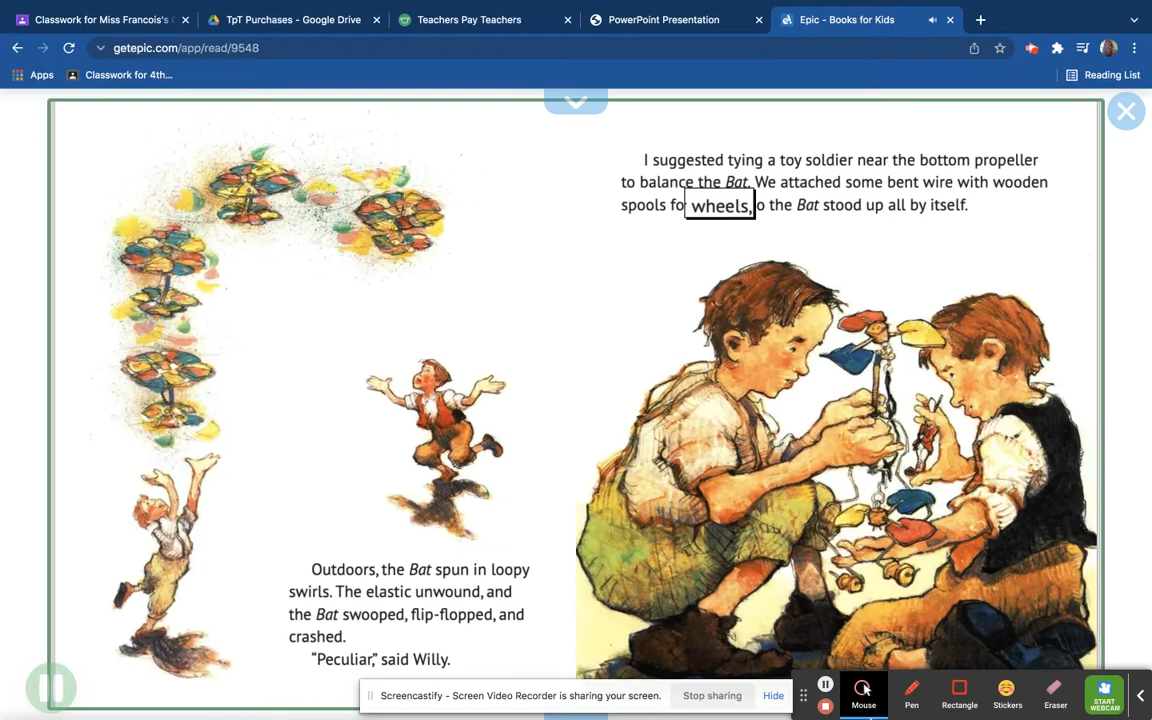 Classwork for Miss Francois's
TpT Purchases - Google Drive
Teachers Pay Teachers
PowerPoint Presentation
Epic - Books for Kids
getepic.com/app/read/9548
Apps
Classwork for 4th...
Reading List
I suggested tying a toy soldier near the bottom propeller
to balance the Bat. We attached some bent wire with wooden
spools fo wheels, o the Bat stood up all by itself.
Outdoors, the Bat spun in loopy
swirls. The elastic unwound, and
the Bat swooped, flip-flopped, and
crashed.
“Peculiar,” said Willy.
Screencastify - Screen Video Recorder is sharing your screen.
Stop sharing
Hide
Mouse
Pen
Rectangle
Stickers
Eraser
START
WEBCAM